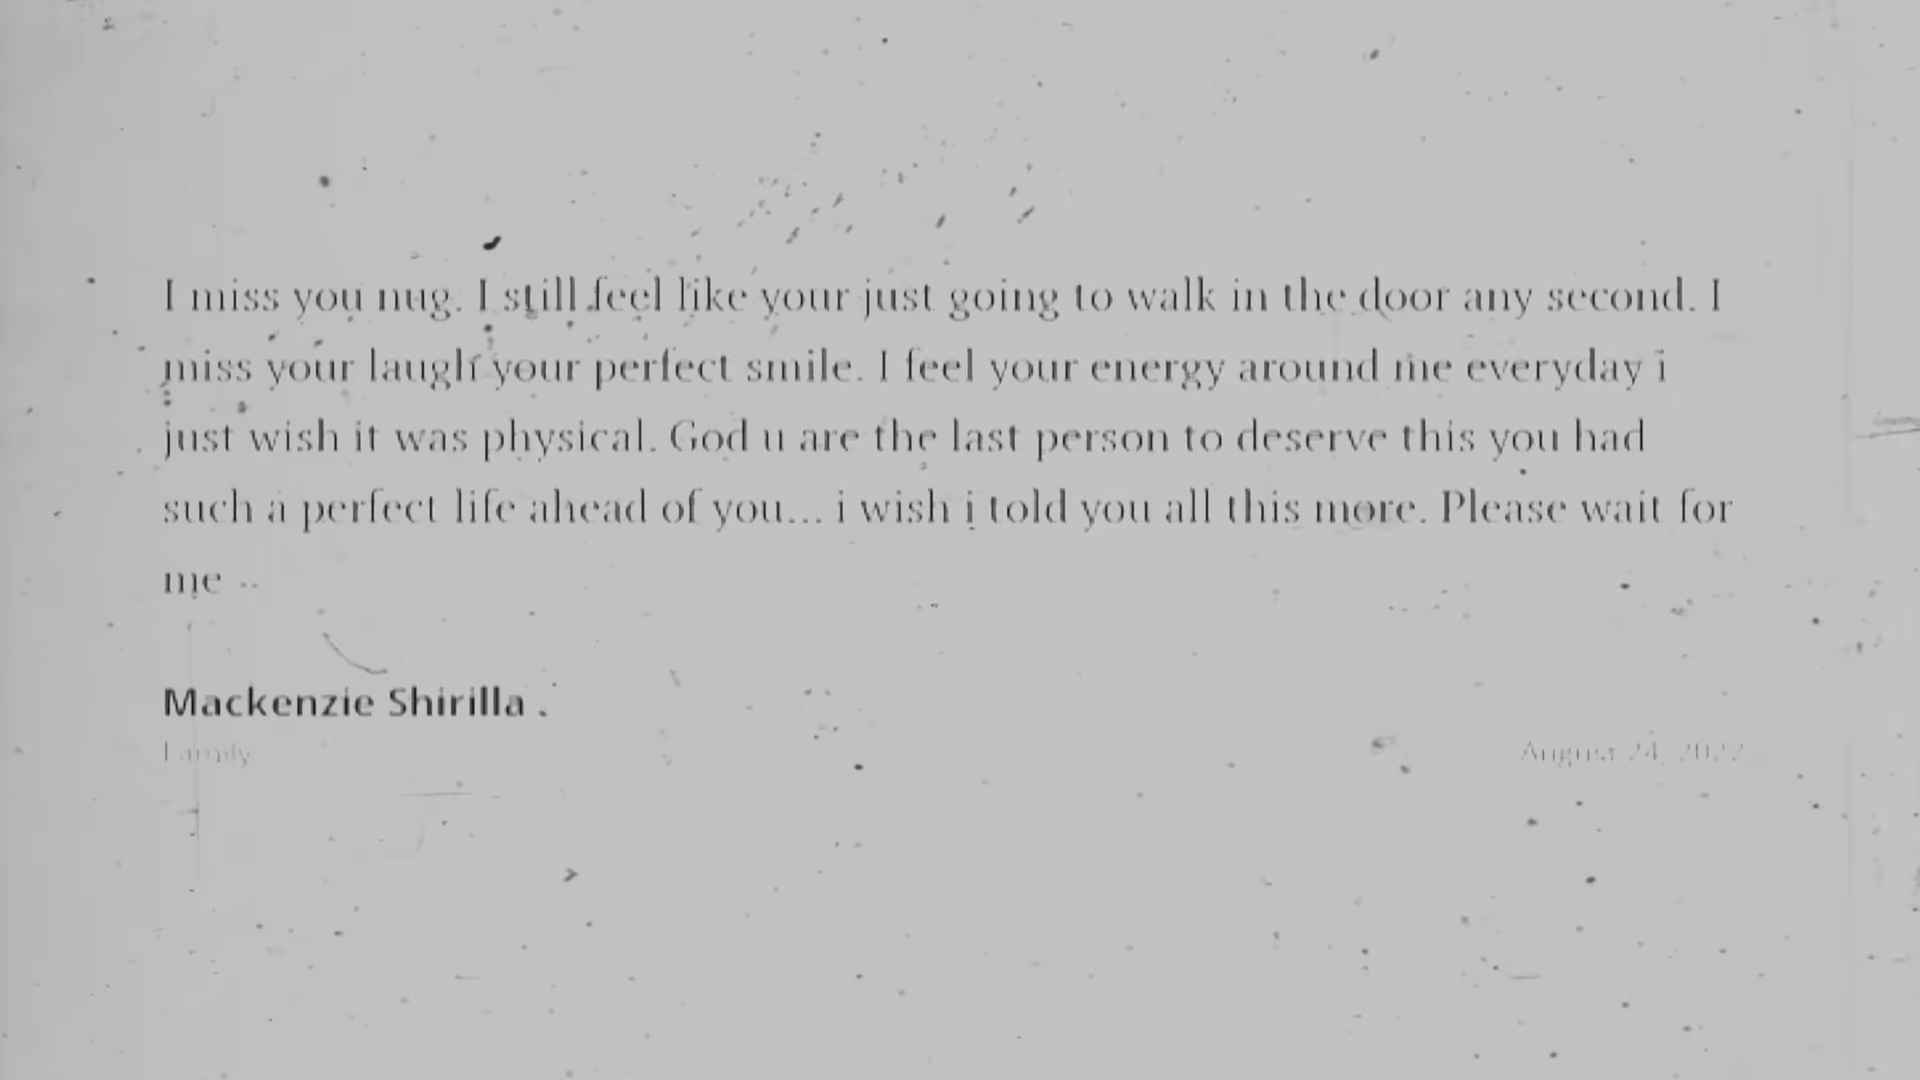 I miss you nug. I still feel like your just going to walk in the door any second. I
miss your laugh your perfect smile. I feel your energy around me everyday i
just wish it was physical. God u are the last person to deserve this you had
such a perfect life ahead of you... i wish i told you all this more. Please wait for
me ..
Mackenzie Shirilla .
Family
August 24, 2022